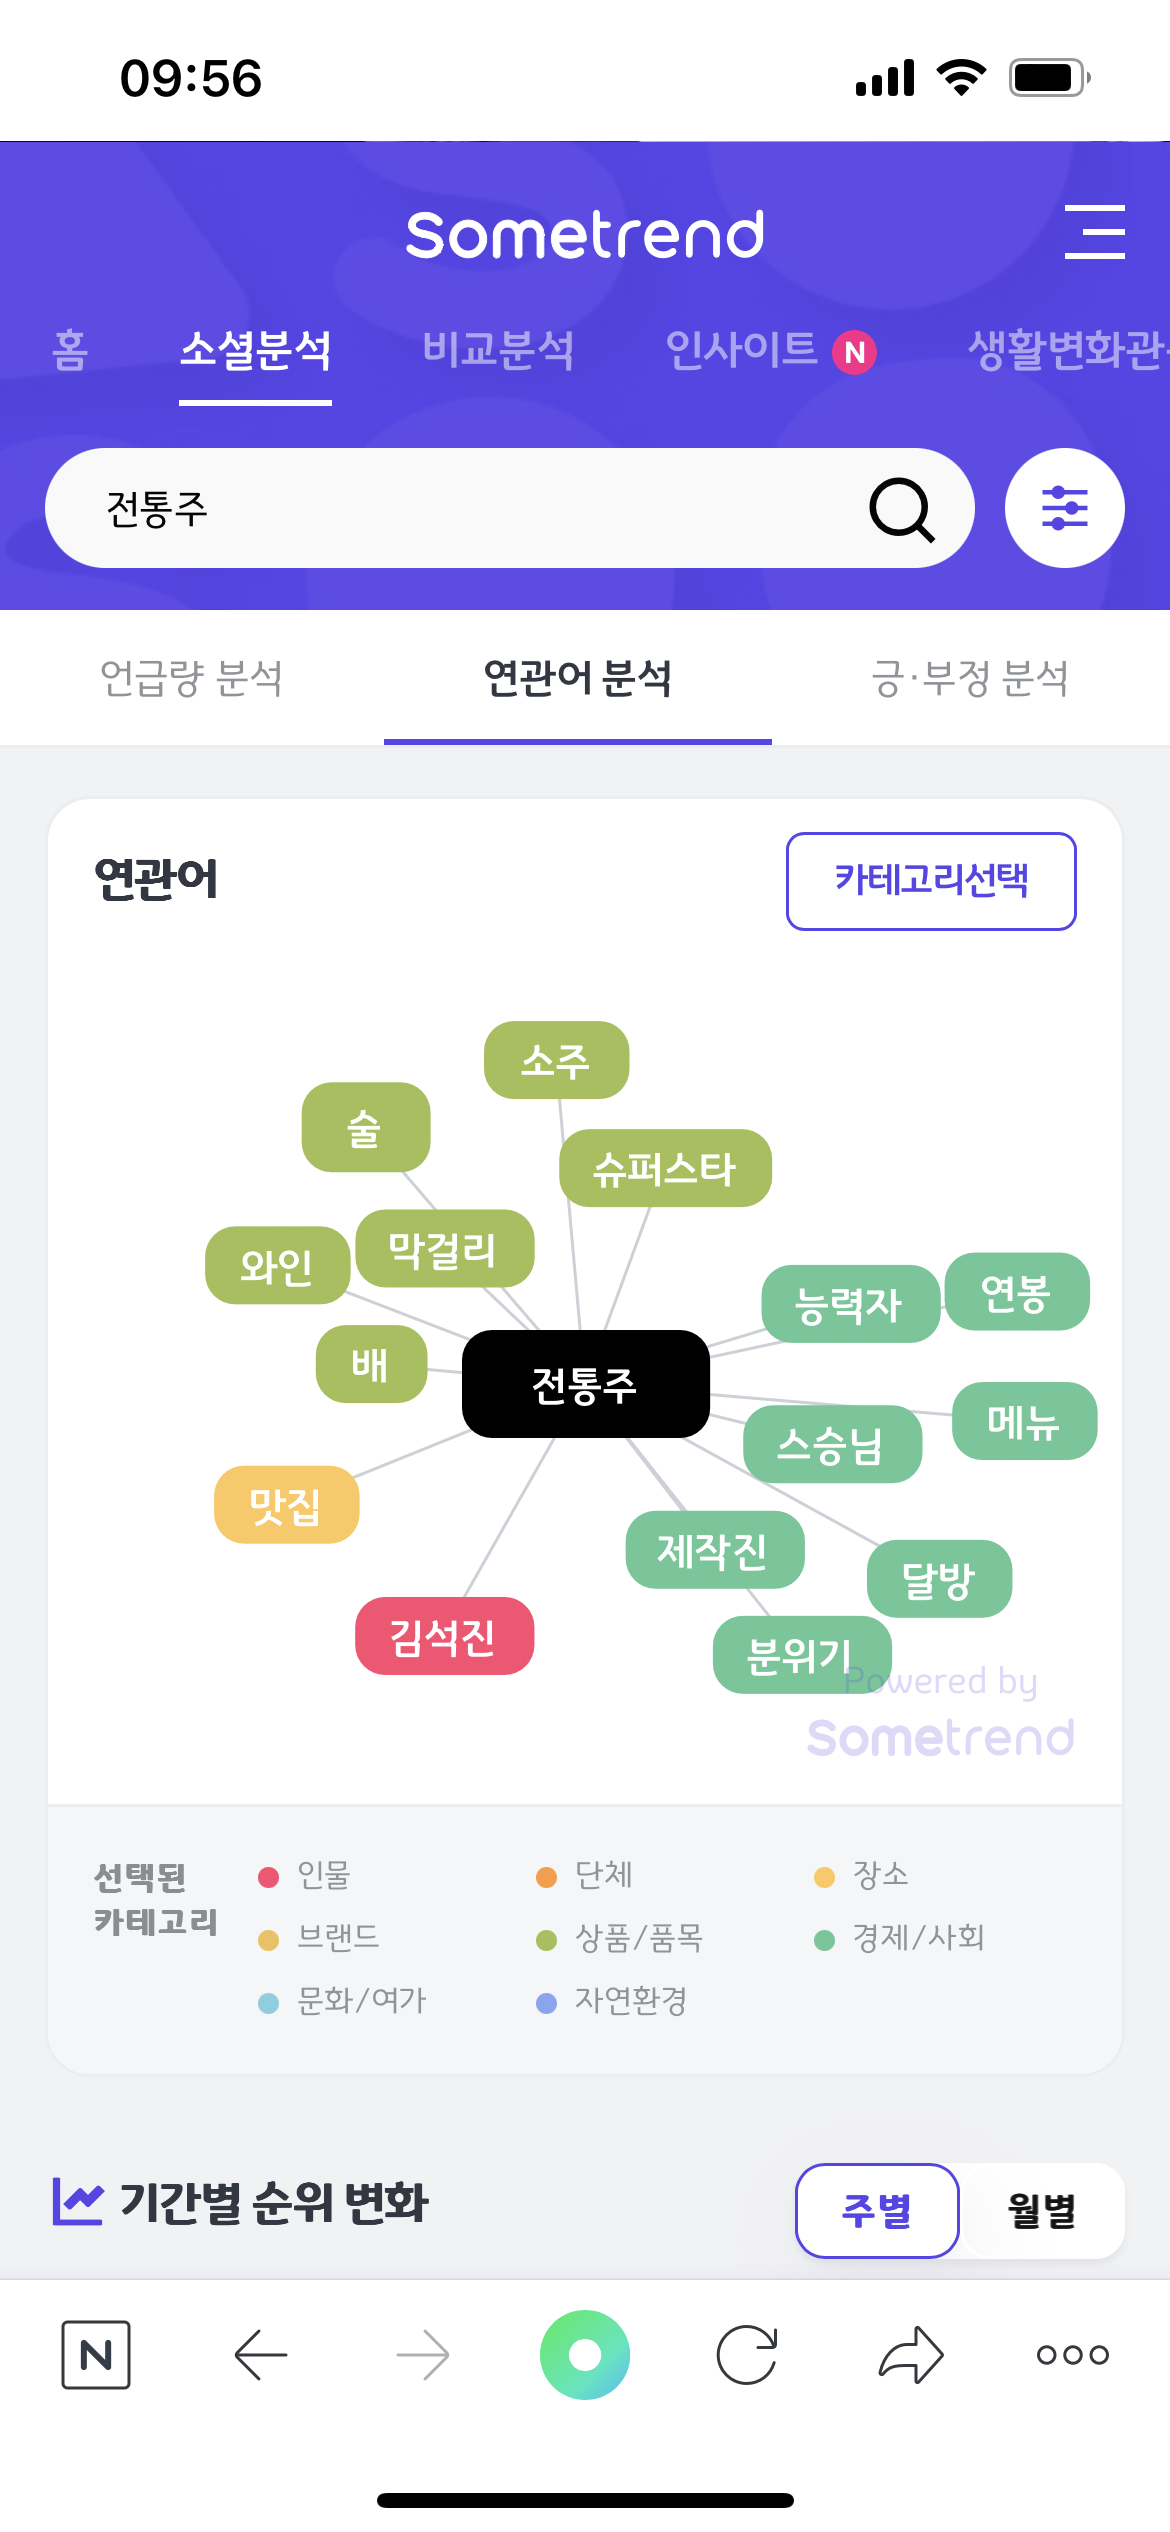 09:56
Sometrend
홈 소셜분석 비교분석 인사이트 N 생활변화관
전통주
언급량 분석 연관어 분석 긍·부정 분석
연관어 카테고리선택
소주
술
슈퍼스타
막걸리
와인
능력자 연봉
배
전통주
메뉴
스승님
맛집
제작진
달방
김석진
분위기
Powered by
Sometrend
선택된
카테고리
인물 단체 장소
브랜드 상품/품목 경제/사회
문화/여가 자연환경
기간별 순위 변화 주별 월별
N